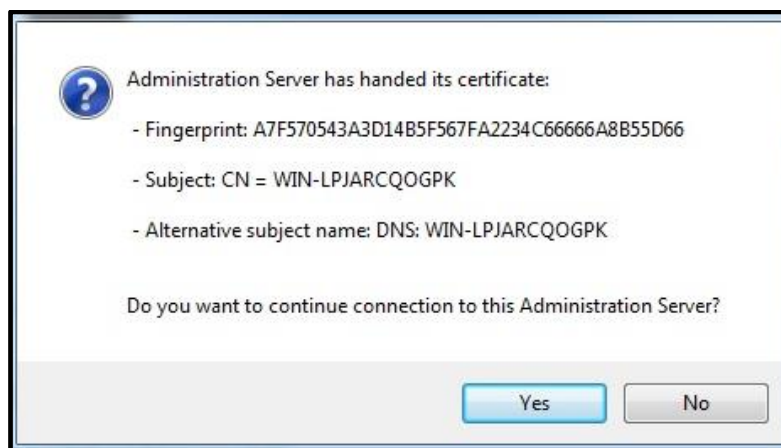 Administration Server has handed its certificate:
- Fingerprint: A7F570543A3D14B5F567FA2234C66666A8B55D66
- Subject: CN = WIN-LPJARCQOGPK
- Alternative subject name: DNS: WIN-LPJARCQOGPK
Do you want to continue connection to this Administration Server?
Yes No